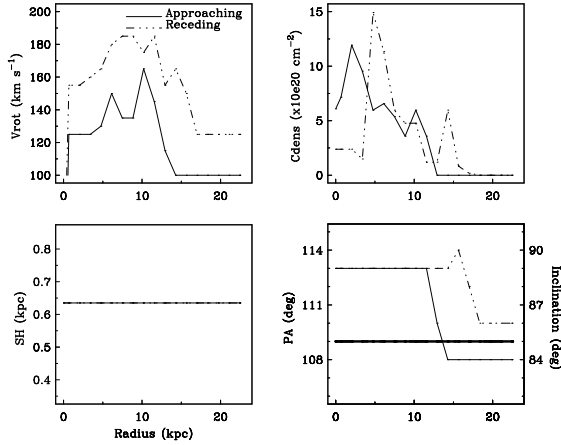 Approaching
Receding
200
180
160
140
120
100
Vrot (km s⁻¹)
0 10 20
15
10
5
0
Cdens (x10e20 cm⁻²)
0 10 20
0.8
0.7
0.6
0.5
0.4
SH (kpc)
0 10 20
Radius (kpc)
114
111
108
PA (deg)
90
87
84
Inclination (deg)
0 10 20